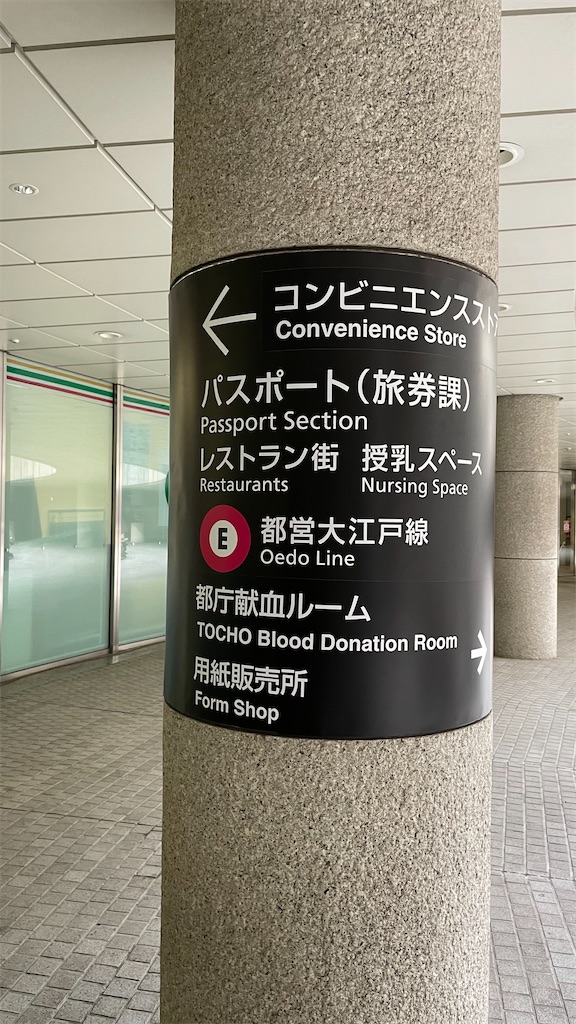 コンビニエンススト
Convenience Store
パスポート(旅券課)
Passport Section
レストラン街 授乳スペース
Restaurants Nursing Space
E 都営大江戸線
Oedo Line
都庁献血ルーム
TOCHO Blood Donation Room
用紙販売所
Form Shop